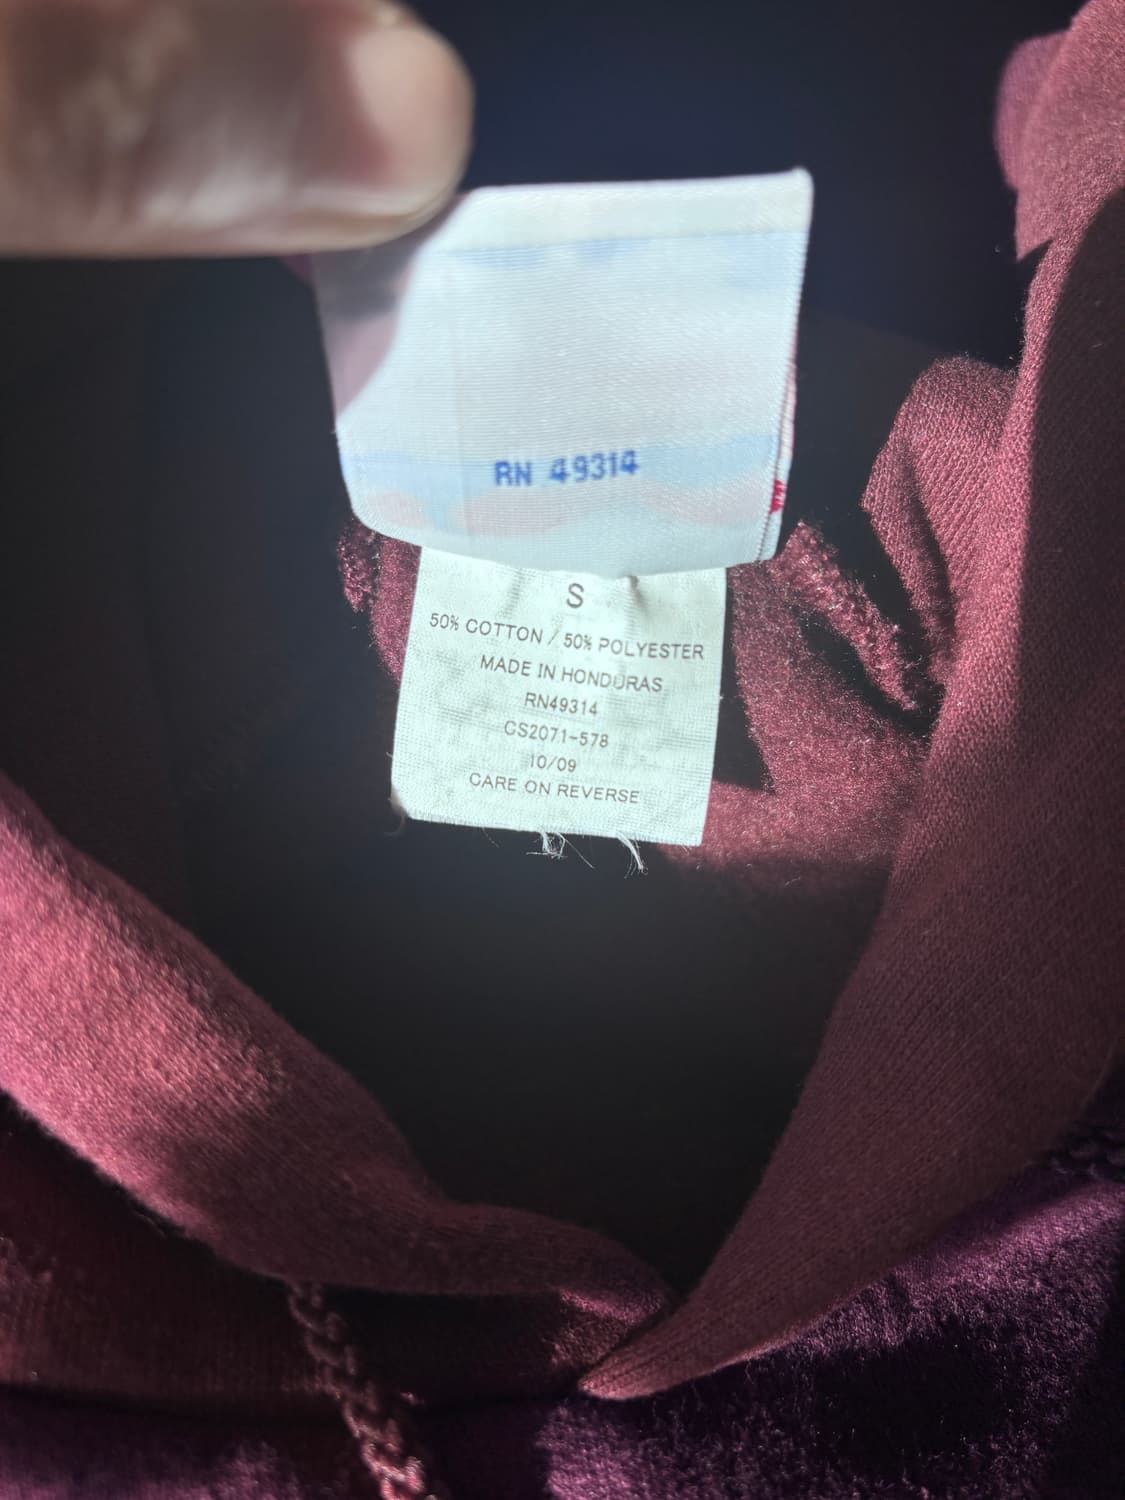 RN 49314
S
50% COTTON / 50% POLYESTER
MADE IN HONDURAS
RN49314
CS2071-578
10/09
CARE ON REVERSE